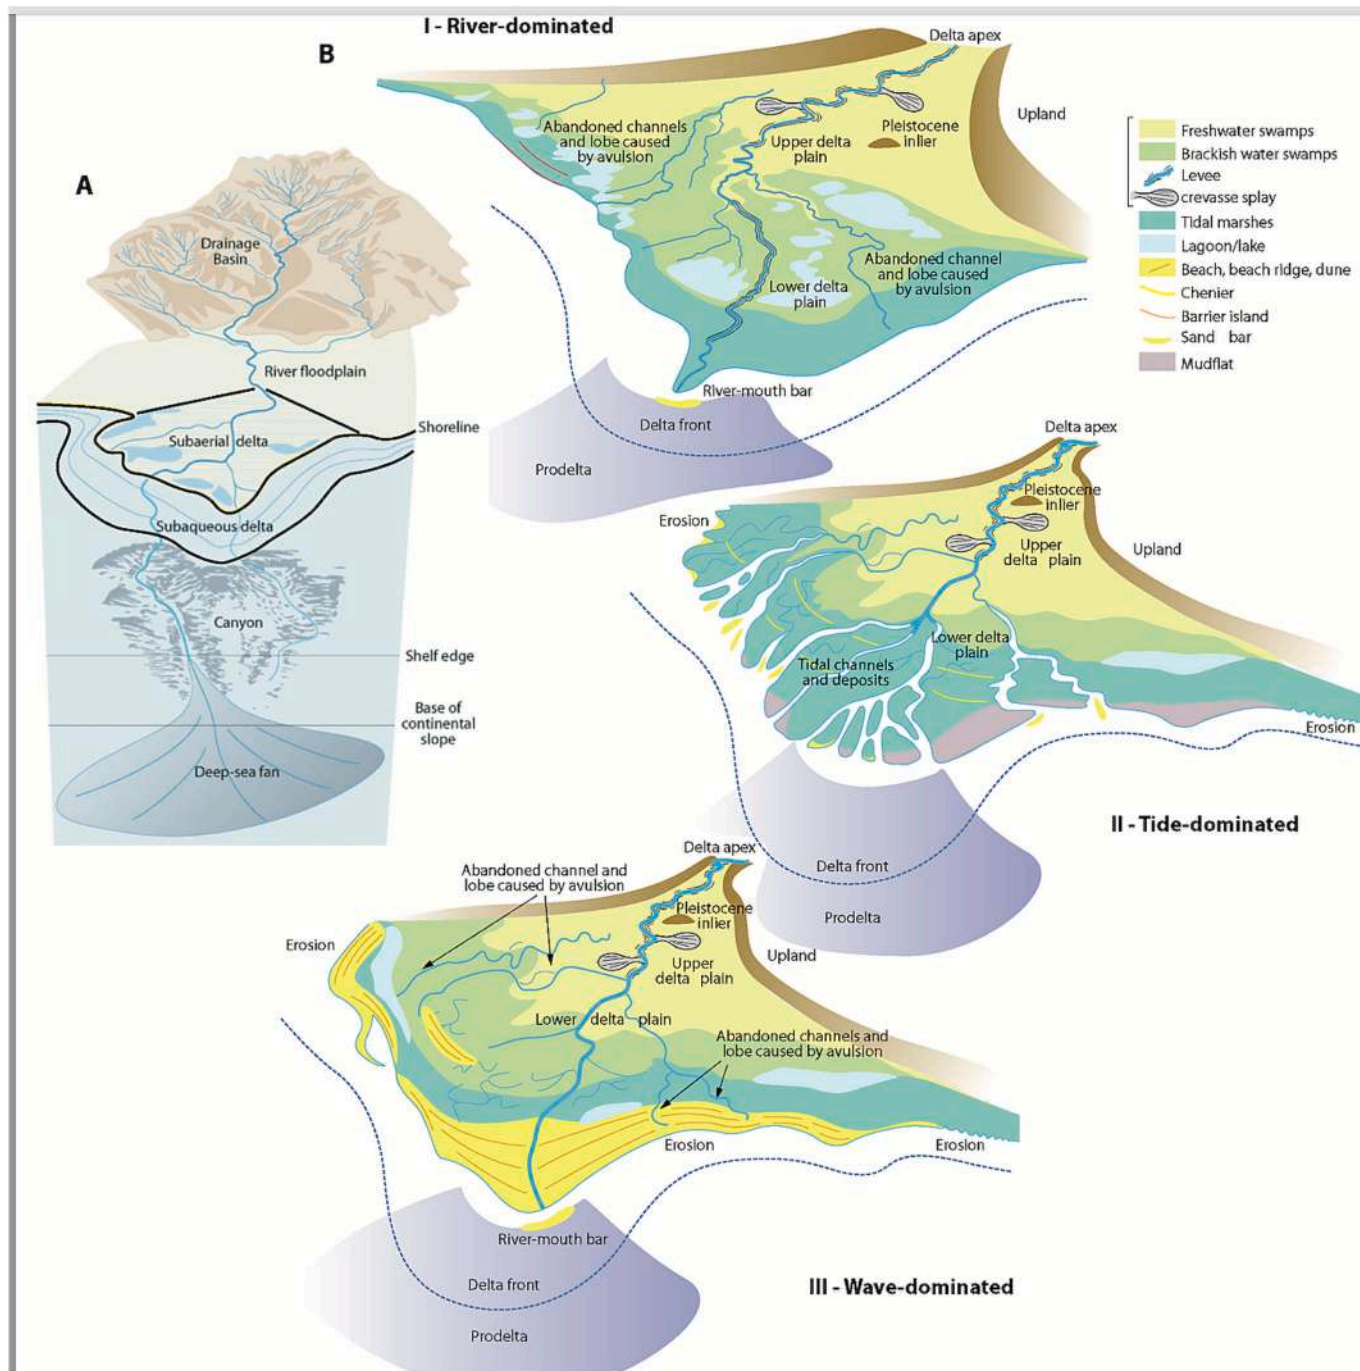 A
Drainage
Basin
River floodplain
Subaerial delta
Shoreline
Subaqueous delta
Canyon
Shelf edge
Base of
continental
slope
Deep-sea fan
B
I - River-dominated
Delta apex
Upland
Abandoned channels
and lobe caused
by avulsion
Upper delta
plain
Pleistocene
inlier
Abandoned channel
and lobe caused
by avulsion
Lower delta
plain
River-mouth bar
Delta front
Prodelta
Freshwater swamps
Brackish water swamps
Levee
crevasse splay
Tidal marshes
Lagoon/lake
Beach, beach ridge, dune
Chenier
Barrier island
Sand bar
Mudflat
Delta apex
Pleistocene
inlier
Erosion
Upper
delta plain
Upland
Lower delta
plain
Tidal channels
and deposits
Erosion
II - Tide-dominated
Delta front
Prodelta
Delta apex
Abandoned channel and
lobe caused by avulsion
Pleistocene
inlier
Erosion
Upland
Upper
delta plain
Lower delta plain
Abandoned channels and
lobe caused by avulsion
Erosion
Erosion
River-mouth bar
Delta front
III - Wave-dominated
Prodelta